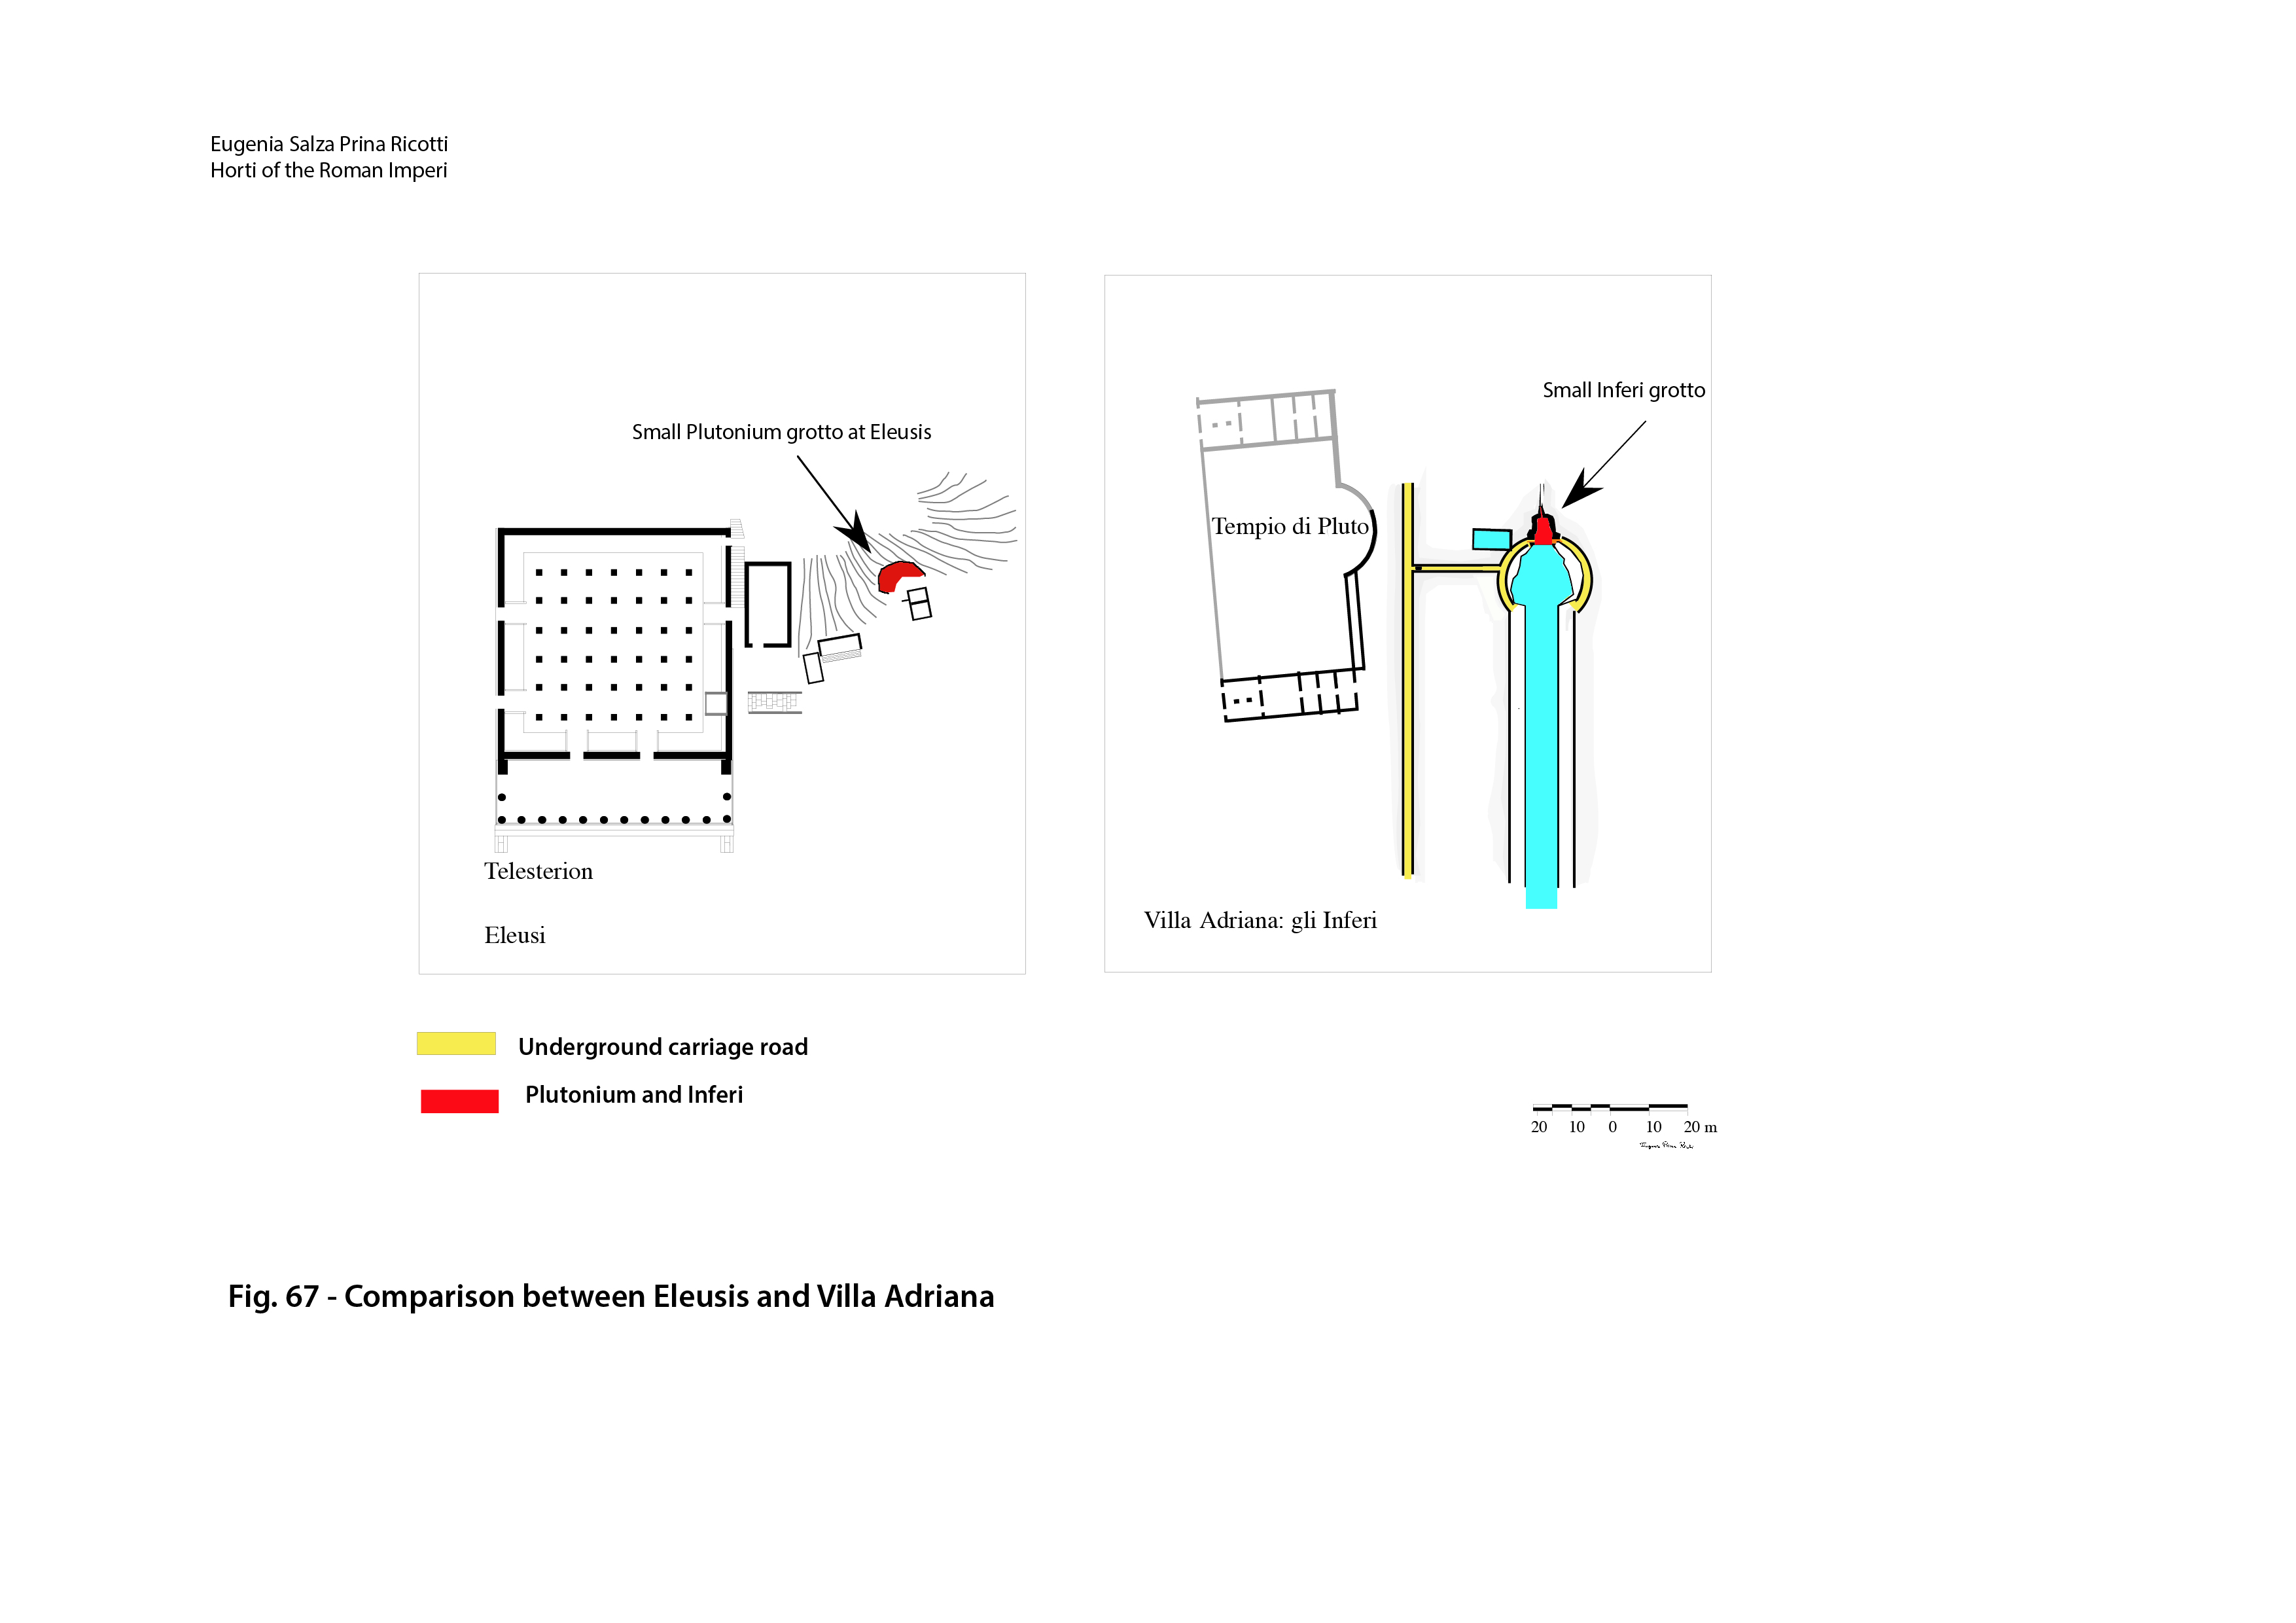 Eugenia Salza Prina Ricotti
Horti of the Roman Imperi
Small Plutonium grotto at Eleusis
Telesterion
Eleusi
Small Inferi grotto
Tempio di Pluto
Villa Adriana: gli Inferi
Underground carriage road
Plutonium and Inferi
20 10 0 10 20 m
Fig. 67 - Comparison between Eleusis and Villa Adriana